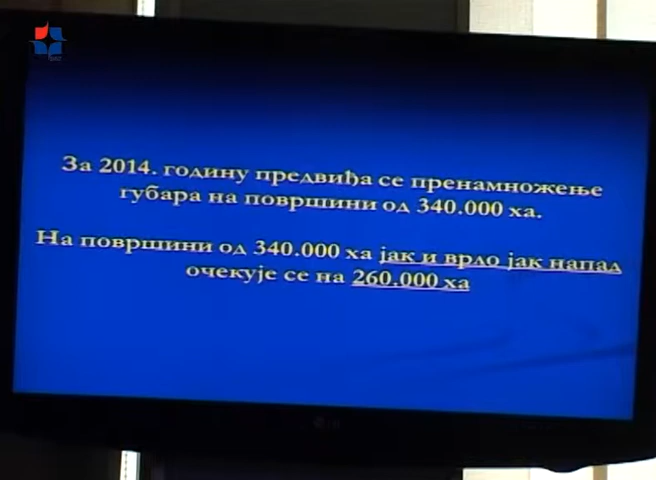 За 2014. годину предвиђа се пренамножење
губара на површини од 340.000 ха.
На површини од 340.000 ха јак и врло јак напад
очекује се на 260.000 ха